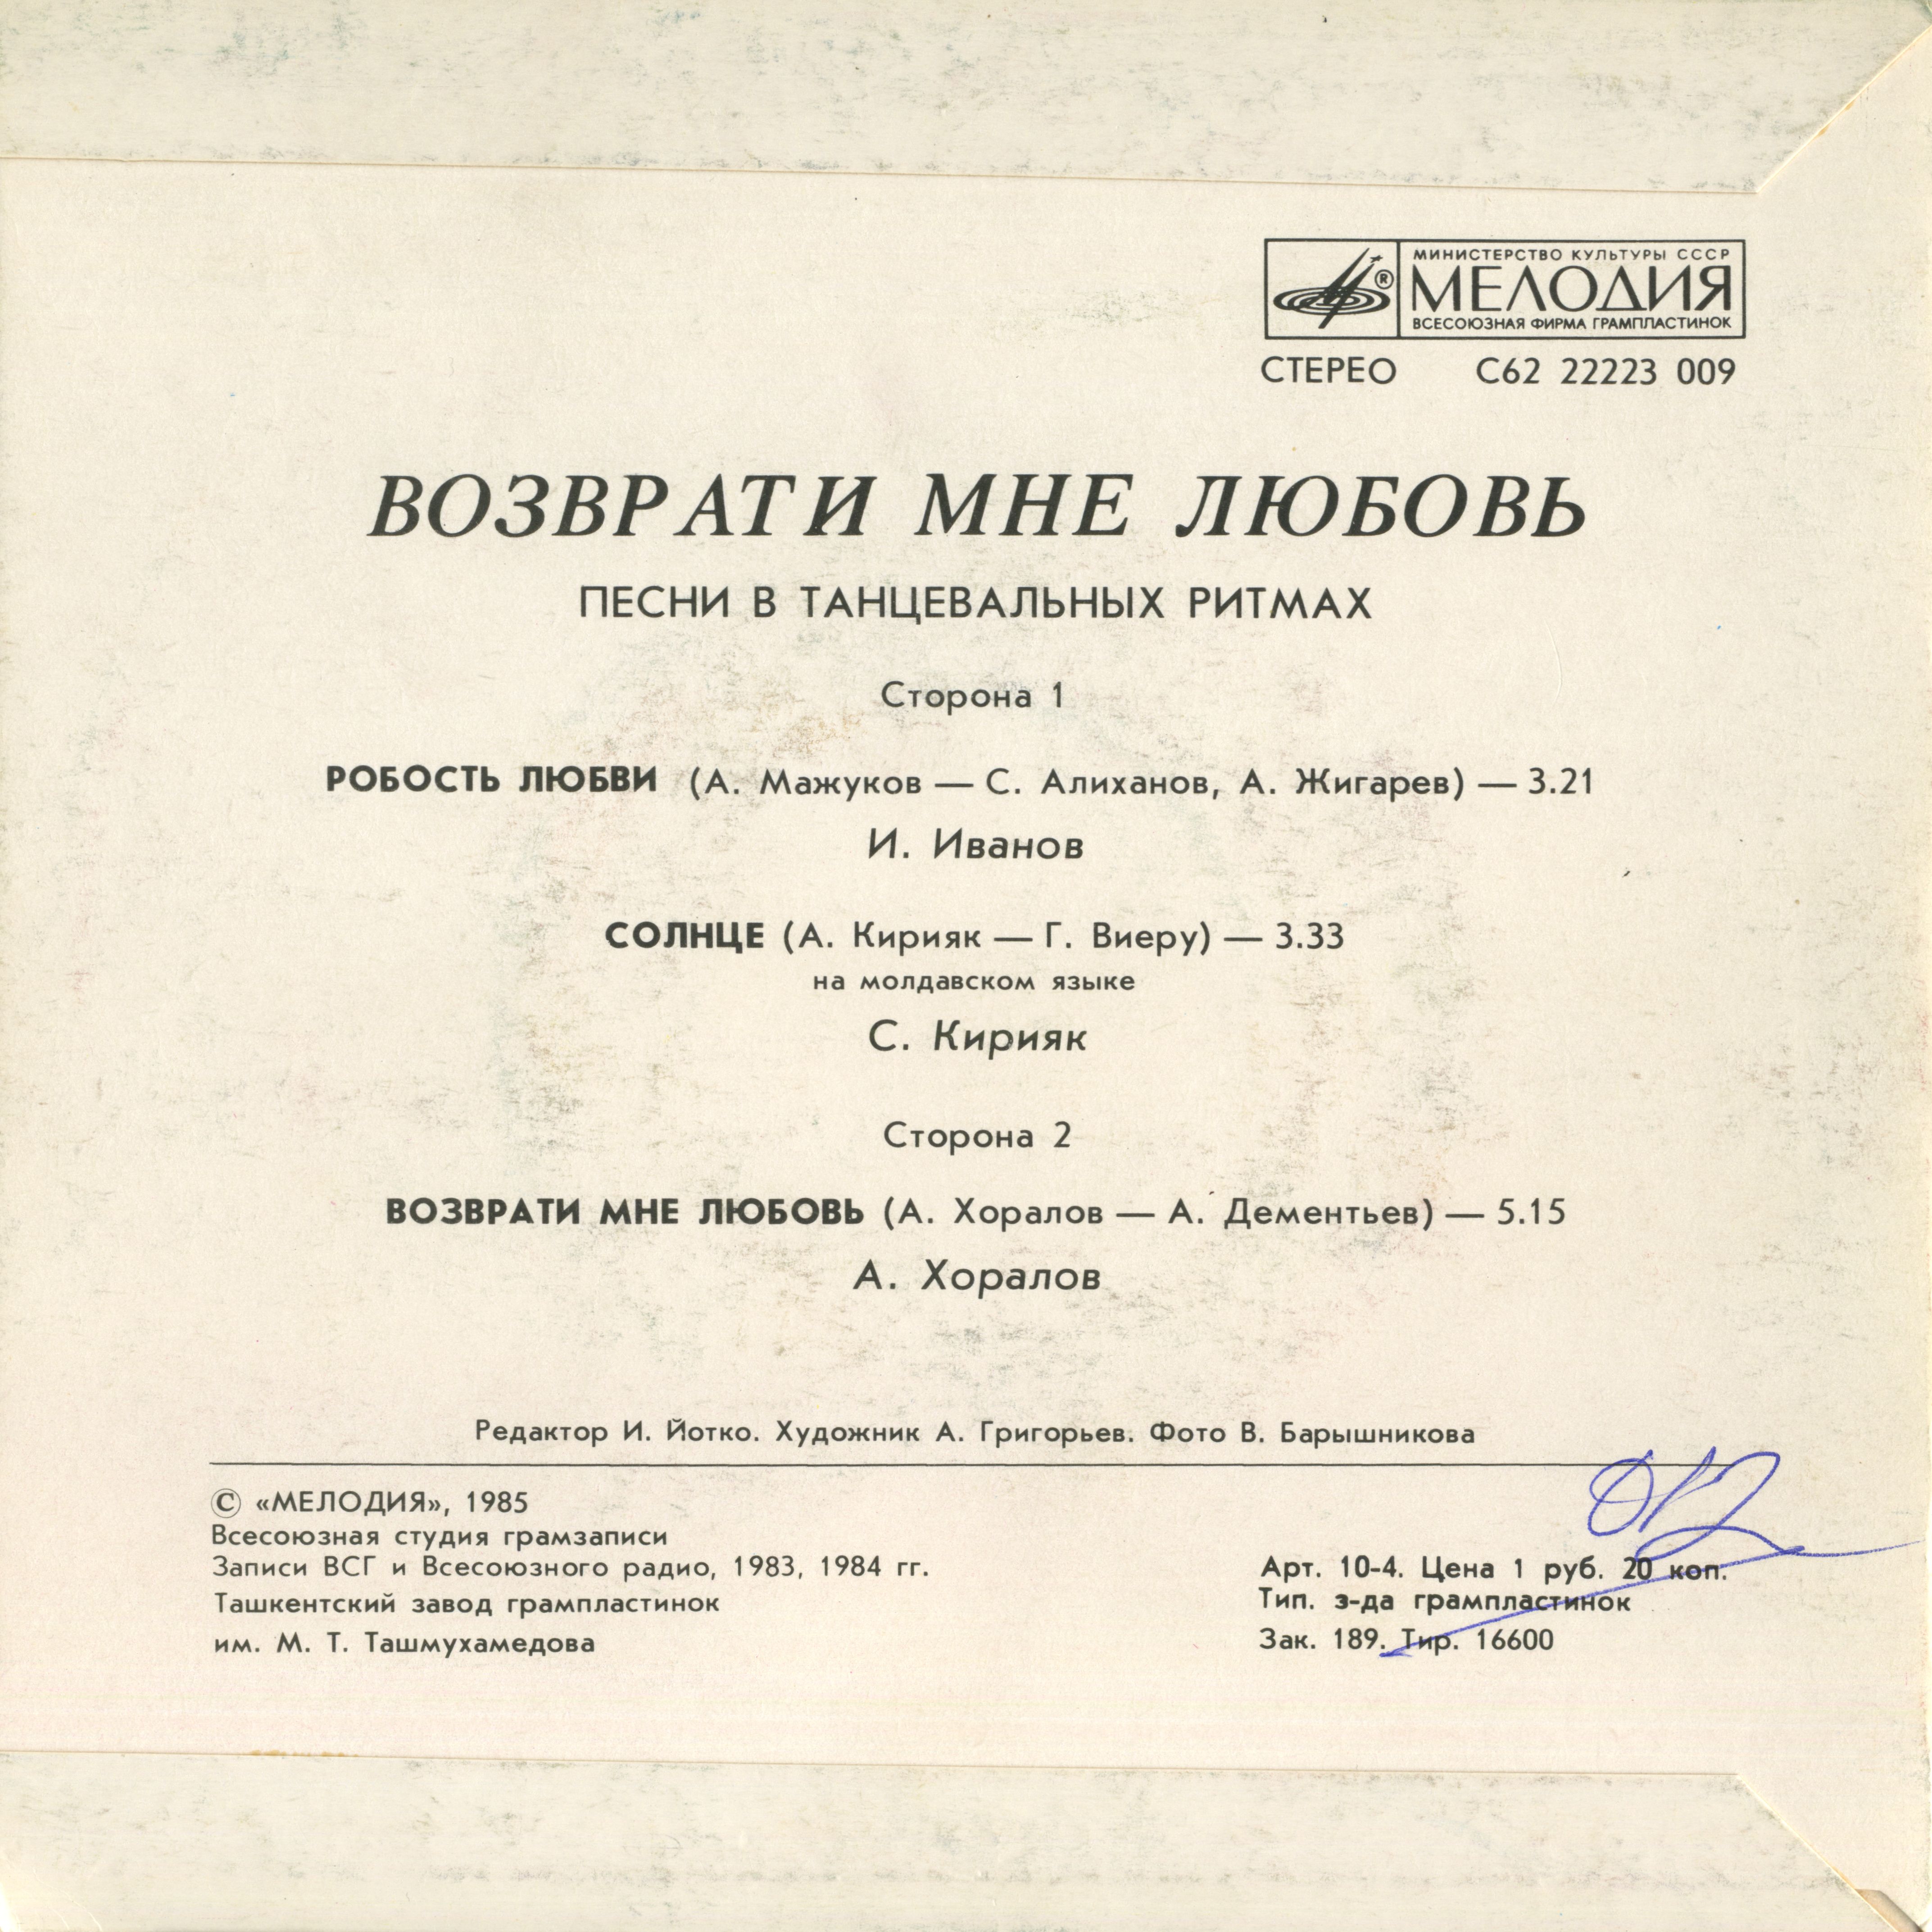 МИНИСТЕРСТВО КУЛЬТУРЫ СССР
МЕЛОДИЯ
ВСЕСОЮЗНАЯ ФИРМА ГРАМПЛАСТИНОК
СТЕРЕО С62 22223 009
ВОЗВРАТИ МНЕ ЛЮБОВЬ
ПЕСНИ В ТАНЦЕВАЛЬНЫХ РИТМАХ
Сторона 1
РОБОСТЬ ЛЮБВИ (А. Мажуков — С. Алиханов, А. Жигарев) — 3.21
И. Иванов
СОЛНЦЕ (А. Кирияк — Г. Виеру) — 3.33
на молдавском языке
С. Кирияк
Сторона 2
ВОЗВРАТИ МНЕ ЛЮБОВЬ (А. Хоралов — А. Дементьев) — 5.15
А. Хоралов
Редактор И. Йотко. Художник А. Григорьев. Фото В. Барышникова
© «МЕЛОДИЯ», 1985
Всесоюзная студия грамзаписи
Записи ВСГ и Всесоюзного радио, 1983, 1984 гг.
Ташкентский завод грампластинок
им. М. Т. Ташмухамедова
Арт. 10-4. Цена 1 руб. 20 коп.
Тип. з-да грампластинок
Зак. 189. Тир. 16600